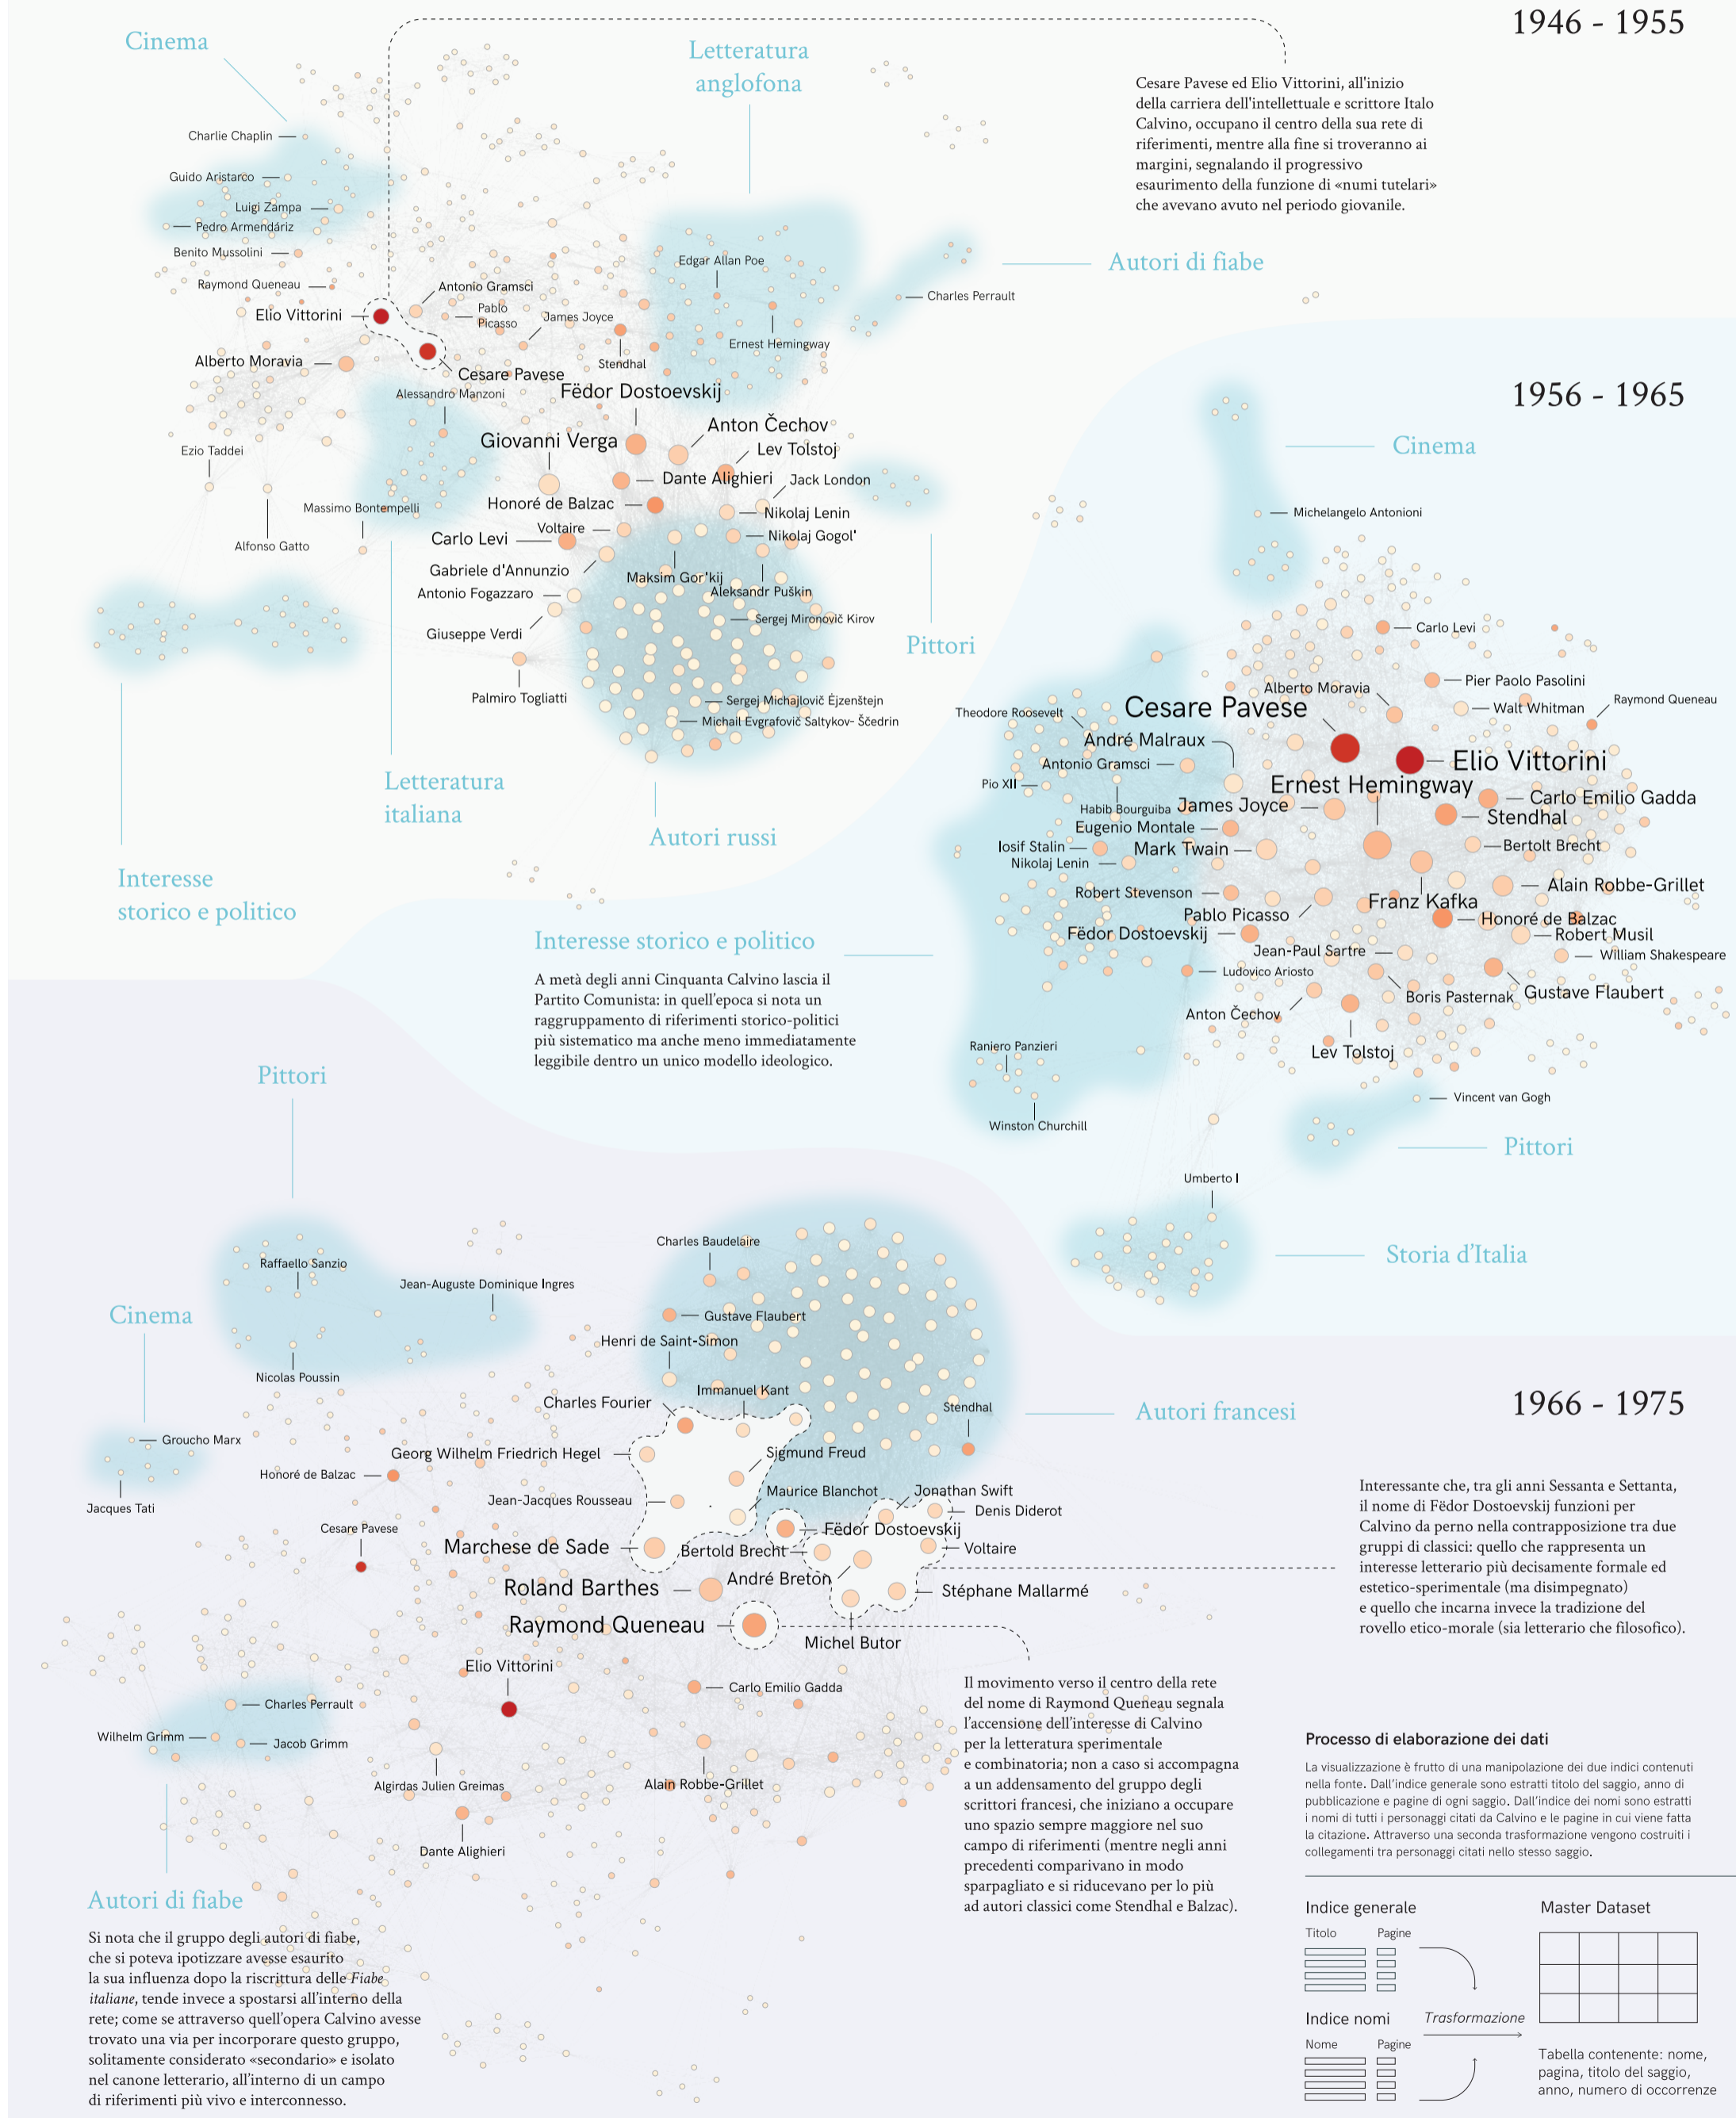 1946 - 1955
Cinema
Letteratura
anglofona
Cesare Pavese ed Elio Vittorini, all'inizio
della carriera dell'intellettuale e scrittore Italo
Calvino, occupano il centro della sua rete di
riferimenti, mentre alla fine si troveranno ai
margini, segnalando il progressivo
esaurimento della funzione di «numi tutelari»
che avevano avuto nel periodo giovanile.
Charlie Chaplin
Guido Aristarco
Luigi Zampa
Pedro Armendáriz
Benito Mussolini
Raymond Queneau
Antonio Gramsci
Elio Vittorini
Pablo
Picasso
James Joyce
Edgar Allan Poe
Autori di fiabe
Charles Perrault
Ernest Hemingway
Stendhal
Alberto Moravia
Cesare Pavese
Alessandro Manzoni
Fëdor Dostoevskij
Giovanni Verga
Anton Čechov
Lev Tolstoj
Ezio Taddei
Dante Alighieri
Jack London
Honoré de Balzac
Nikolaj Lenin
Massimo Bontempelli
Voltaire
Nikolaj Gogol'
Carlo Levi
Alfonso Gatto
Gabriele d'Annunzio
Maksim Gor'kij
Aleksandr Puškin
Antonio Fogazzaro
Sergej Mironovič Kirov
Giuseppe Verdi
Pittori
Palmiro Togliatti
Sergej Michajlovič Ėjzenštejn
Michail Evgrafovič Saltykov- Ščedrin
Letteratura
italiana
Autori russi
Interesse
storico e politico
1956 - 1965
Cinema
Michelangelo Antonioni
Carlo Levi
Pier Paolo Pasolini
Alberto Moravia
Raymond Queneau
Walt Whitman
Theodore Roosevelt
Cesare Pavese
André Malraux
Elio Vittorini
Antonio Gramsci
Pio XII
Ernest Hemingway
Carlo Emilio Gadda
Habib Bourguiba
James Joyce
Stendhal
Eugenio Montale
Iosif Stalin
Mark Twain
Bertolt Brecht
Nikolaj Lenin
Alain Robbe-Grillet
Robert Stevenson
Franz Kafka
Pablo Picasso
Honoré de Balzac
Fëdor Dostoevskij
Robert Musil
Jean-Paul Sartre
William Shakespeare
Ludovico Ariosto
Boris Pasternak
Gustave Flaubert
Anton Čechov
Lev Tolstoj
Raniero Panzieri
Winston Churchill
Vincent van Gogh
Pittori
Umberto I
Storia d’Italia
Interesse storico e politico
A metà degli anni Cinquanta Calvino lascia il
Partito Comunista: in quell’epoca si nota un
raggruppamento di riferimenti storico-politici
più sistematico ma anche meno immediatamente
leggibile dentro un unico modello ideologico.
1966 - 1975
Pittori
Raffaello Sanzio
Jean-Auguste Dominique Ingres
Cinema
Nicolas Poussin
Groucho Marx
Jacques Tati
Charles Baudelaire
Gustave Flaubert
Henri de Saint-Simon
Immanuel Kant
Charles Fourier
Stendhal
Autori francesi
Georg Wilhelm Friedrich Hegel
Sigmund Freud
Honoré de Balzac
Maurice Blanchot
Jonathan Swift
Jean-Jacques Rousseau
Denis Diderot
Cesare Pavese
Fëdor Dostoevskij
Marchese de Sade
Bertold Brecht
Voltaire
Roland Barthes
André Breton
Stéphane Mallarmé
Raymond Queneau
Michel Butor
Elio Vittorini
Carlo Emilio Gadda
Charles Perrault
Wilhelm Grimm
Jacob Grimm
Algirdas Julien Greimas
Alain Robbe-Grillet
Dante Alighieri
Interessante che, tra gli anni Sessanta e Settanta,
il nome di Fëdor Dostoevskij funzioni per
Calvino da perno nella contrapposizione tra due
gruppi di classici: quello che rappresenta un
interesse letterario più decisamente formale ed
estetico-sperimentale (ma disimpegnato)
e quello che incarna invece la tradizione del
rovello etico-morale (sia letterario che filosofico).
Il movimento verso il centro della rete
del nome di Raymond Queneau segnala
l’accensione dell’interesse di Calvino
per la letteratura sperimentale
e combinatoria; non a caso si accompagna
a un addensamento del gruppo degli
scrittori francesi, che iniziano a occupare
uno spazio sempre maggiore nel suo
campo di riferimenti (mentre negli anni
precedenti comparivano in modo
sparpagliato e si riducevano per lo più
ad autori classici come Stendhal e Balzac).
Autori di fiabe
Si nota che il gruppo degli autori di fiabe,
che si poteva ipotizzare avesse esaurito
la sua influenza dopo la riscrittura delle Fiabe
italiane, tende invece a spostarsi all’interno della
rete; come se attraverso quell’opera Calvino avesse
trovato una via per incorporare questo gruppo,
solitamente considerato «secondario» e isolato
nel canone letterario, all’interno di un campo
di riferimenti più vivo e interconnesso.
Processo di elaborazione dei dati
La visualizzazione è frutto di una manipolazione dei due indici contenuti
nella fonte. Dall’indice generale sono estratti titolo del saggio, anno di
pubblicazione e pagine di ogni saggio. Dall’indice dei nomi sono estratti
i nomi di tutti i personaggi citati da Calvino e le pagine in cui viene fatta
la citazione. Attraverso una seconda trasformazione vengono costruiti i
collegamenti tra personaggi citati nello stesso saggio.
Indice generale
Titolo
Pagine
Master Dataset
Indice nomi
Trasformazione
Nome
Pagine
Tabella contenente: nome,
pagina, titolo del saggio,
anno, numero di occorrenze